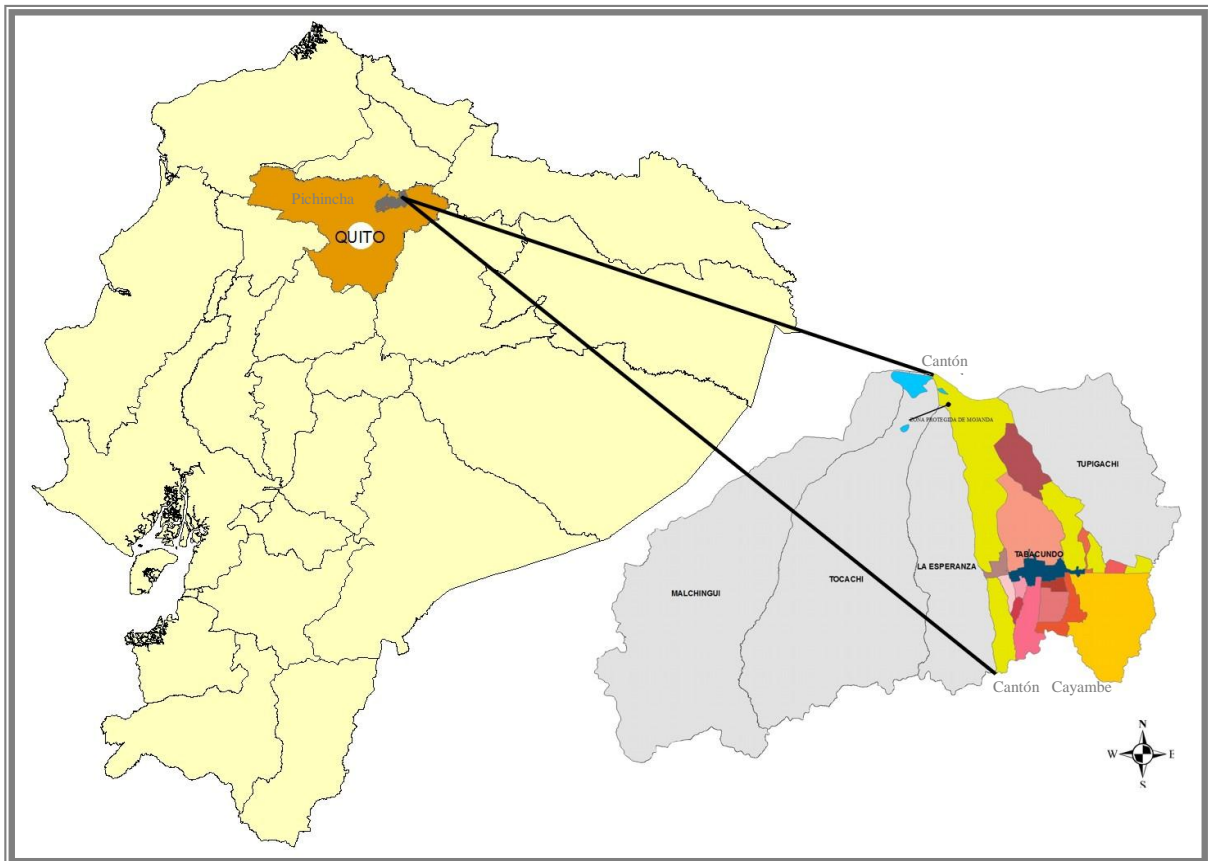 Pichincha
QUITO
Cantón
ZONA PROTEGIDA DE MOJANDA
TUPIGACHI
TABACUNDO
LA ESPERANZA
TOCACHI
MALCHINGUI
Cantón Cayambe
N
W E
S